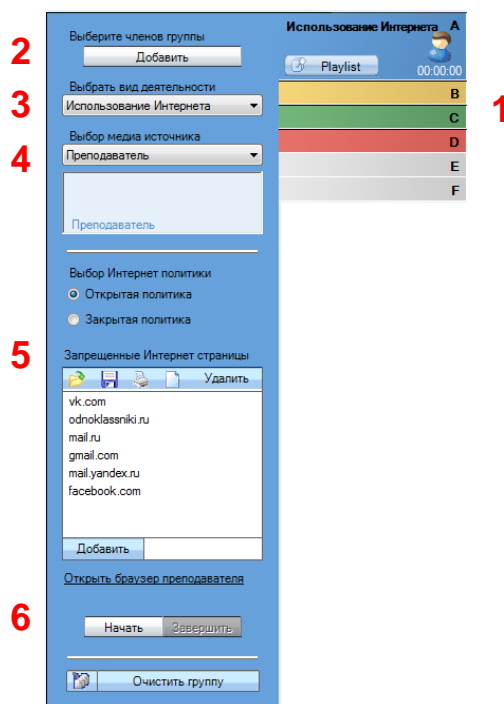 2
Выберите членов группы
Добавить
3
Выбрать вид деятельности
Использование Интернета
4
Выбор медиа источника
Преподаватель
Преподаватель
Выбор Интернет политики
Открытая политика
Закрытая политика
5
Запрещенные Интернет страницы
Удалить
vk.com
odnoklassniki.ru
mail.ru
gmail.com
mail.yandex.ru
facebook.com
Добавить
Открыть браузер преподавателя
6
Начать Завершить
Очистить группу
Использование Интернета A
Playlist 00:00:00
B
C
D
E
F
1